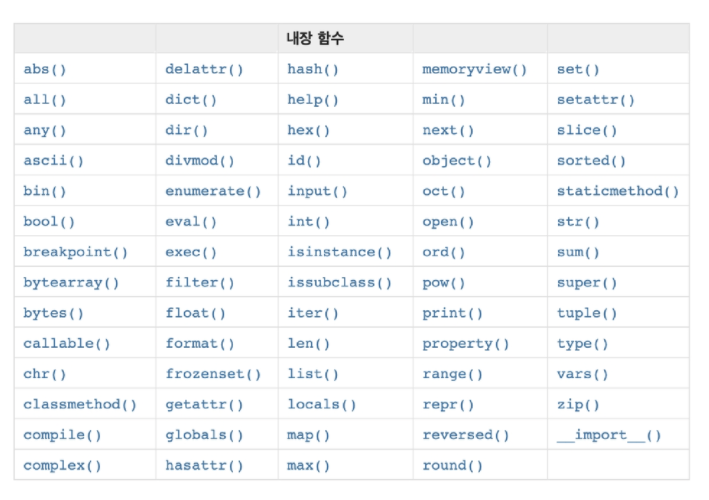 내장 함수
abs() delattr() hash() memoryview() set()
all() dict() help() min() setattr()
any() dir() hex() next() slice()
ascii() divmod() id() object() sorted()
bin() enumerate() input() oct() staticmethod()
bool() eval() int() open() str()
breakpoint() exec() isinstance() ord() sum()
bytearray() filter() issubclass() pow() super()
bytes() float() iter() print() tuple()
callable() format() len() property() type()
chr() frozenset() list() range() vars()
classmethod() getattr() locals() repr() zip()
compile() globals() map() reversed() __import__()
complex() hasattr() max() round()